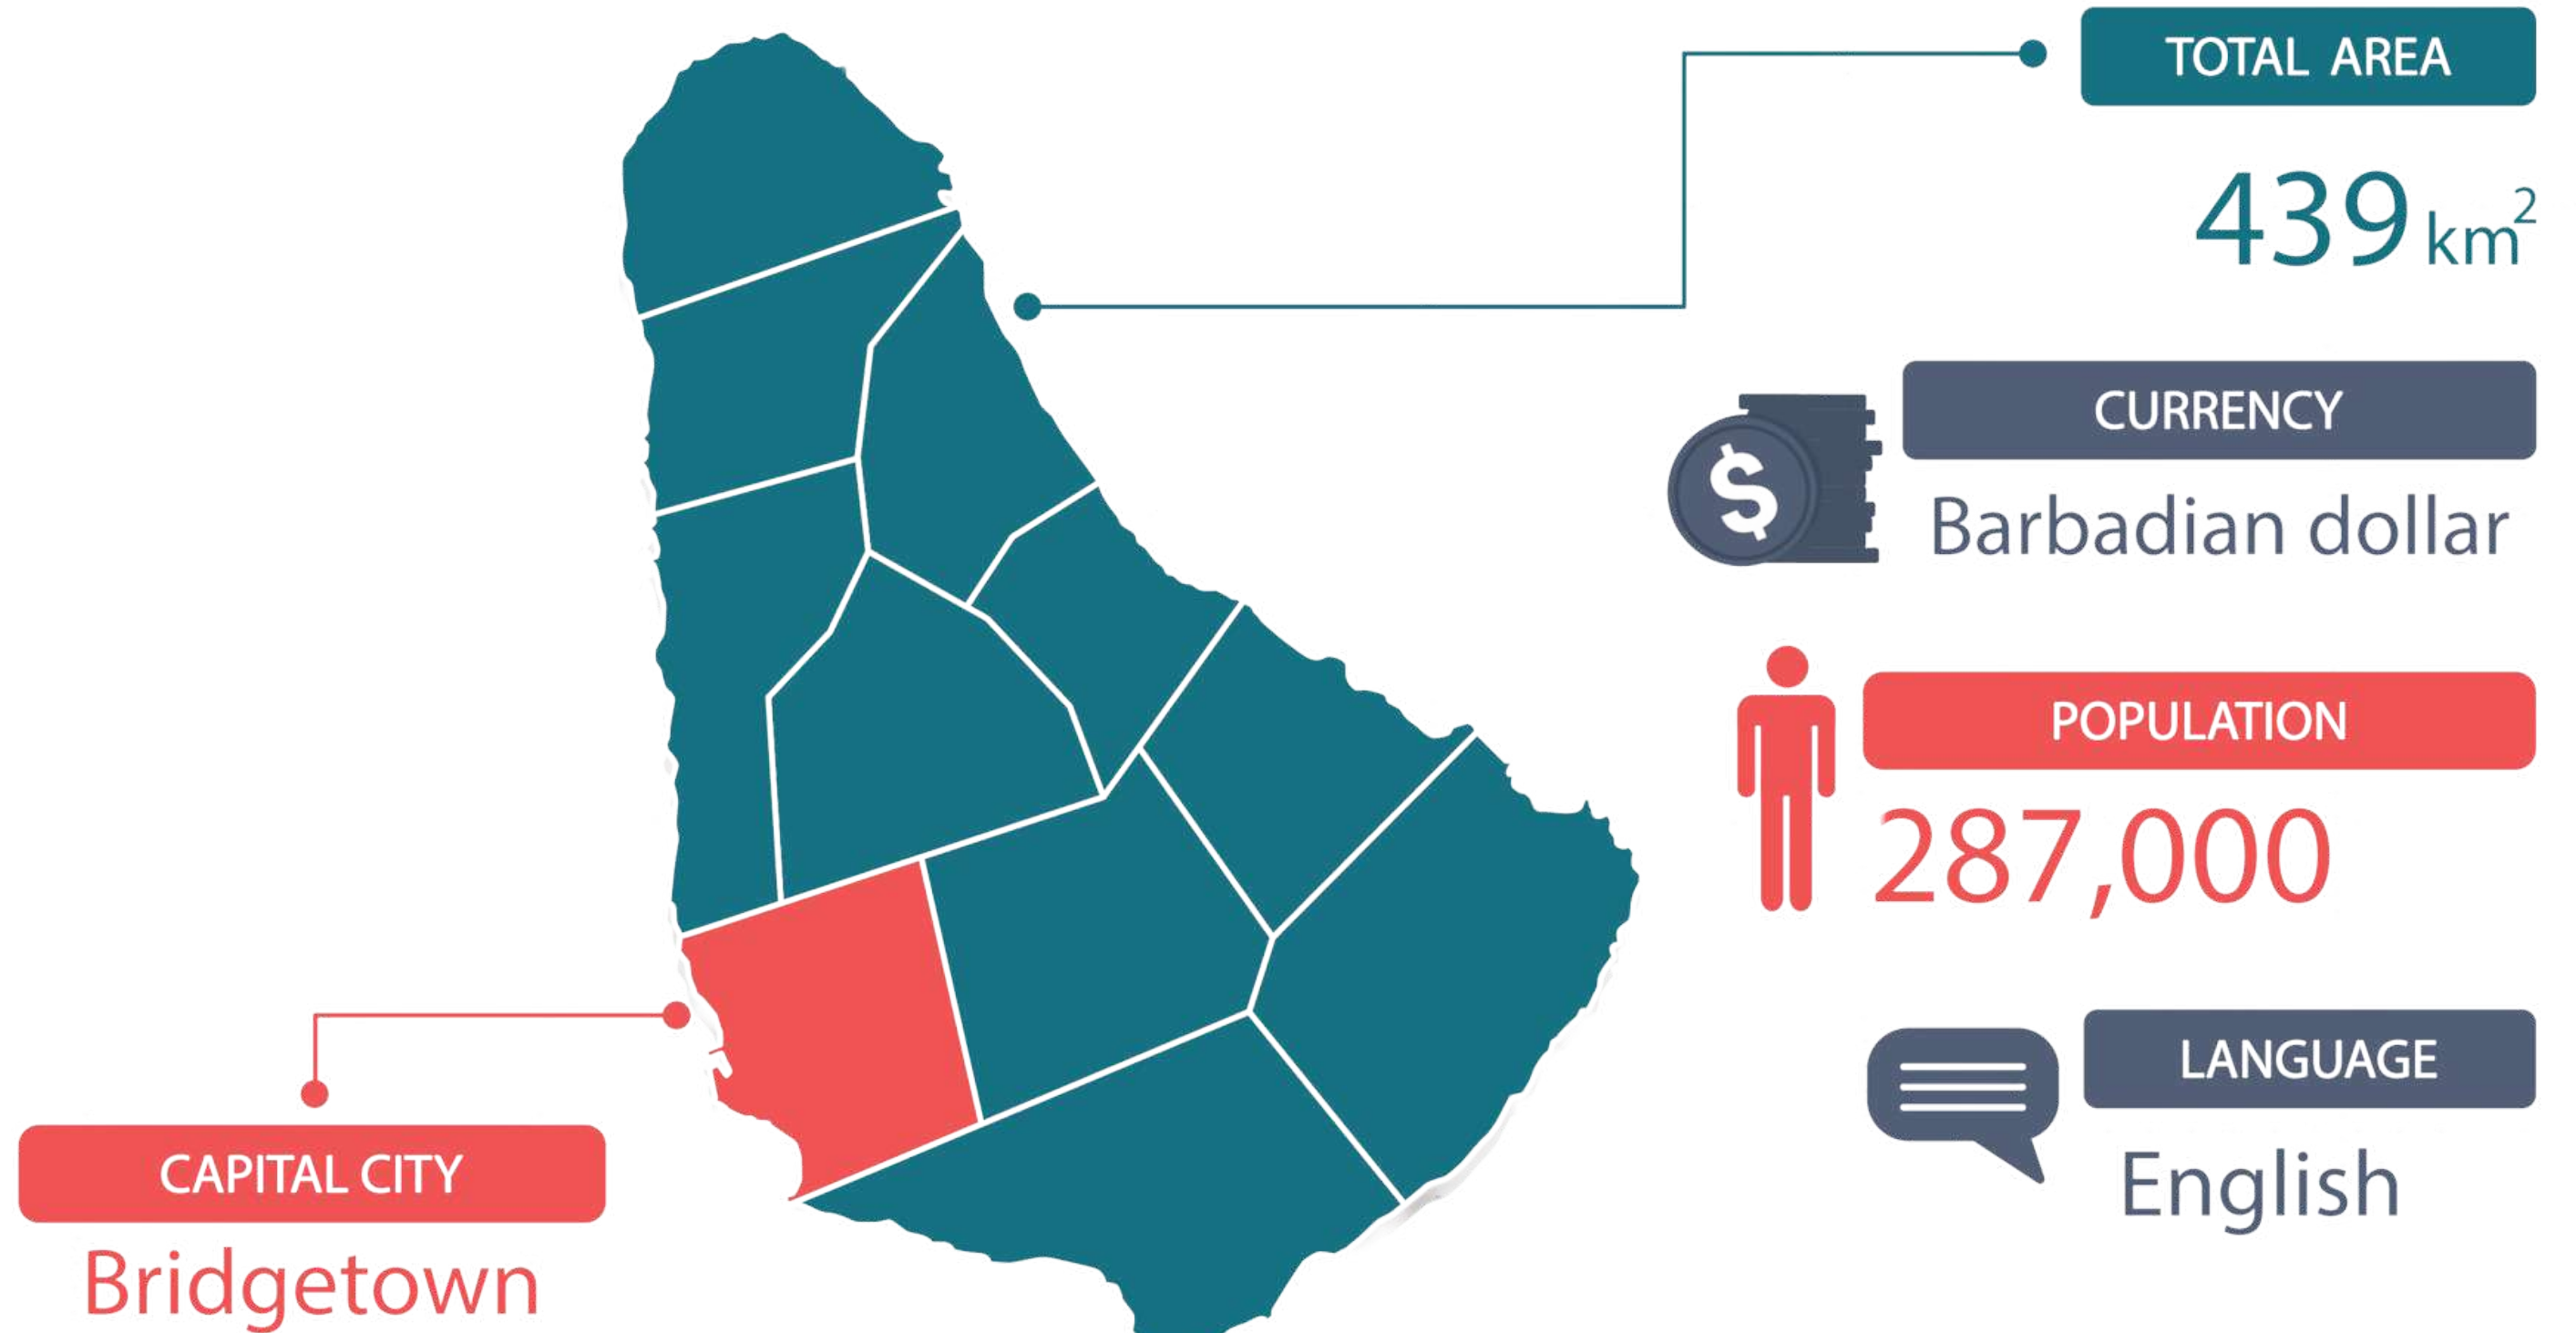 TOTAL AREA
439 km²
CURRENCY
$
Barbadian dollar
POPULATION
287,000
LANGUAGE
English
CAPITAL CITY
Bridgetown